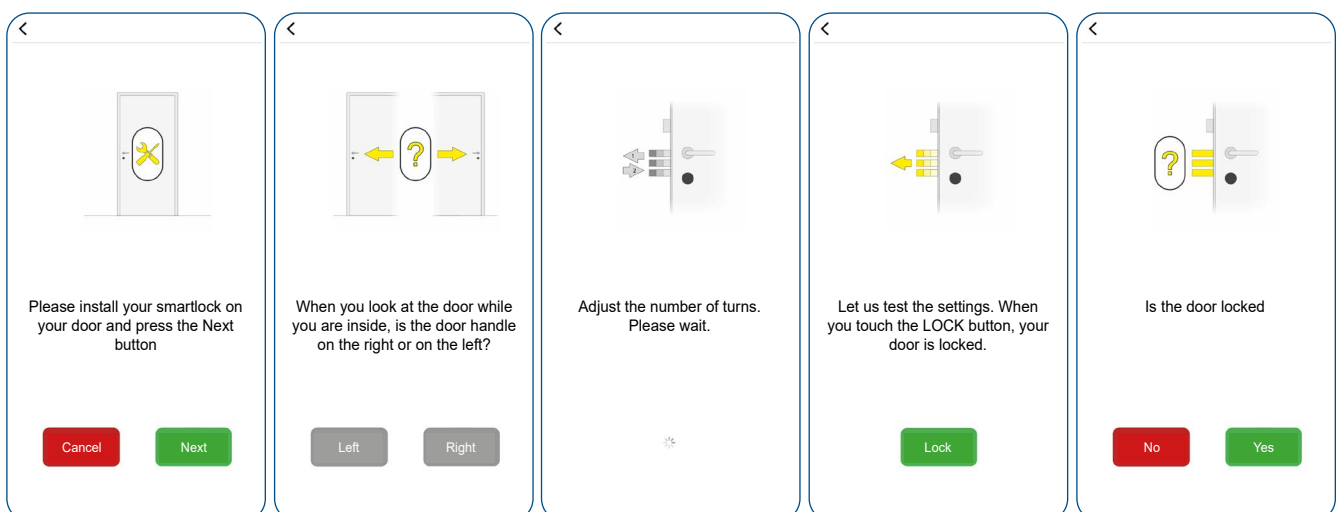 Please install your smartlock on
your door and press the Next
button
Cancel
Next
?
When you look at the door while
you are inside, is the door handle
on the right or on the left?
Left
Right
1
2
Adjust the number of turns.
Please wait.
Let us test the settings. When
you touch the LOCK button, your
door is locked.
Lock
?
Is the door locked
No
Yes